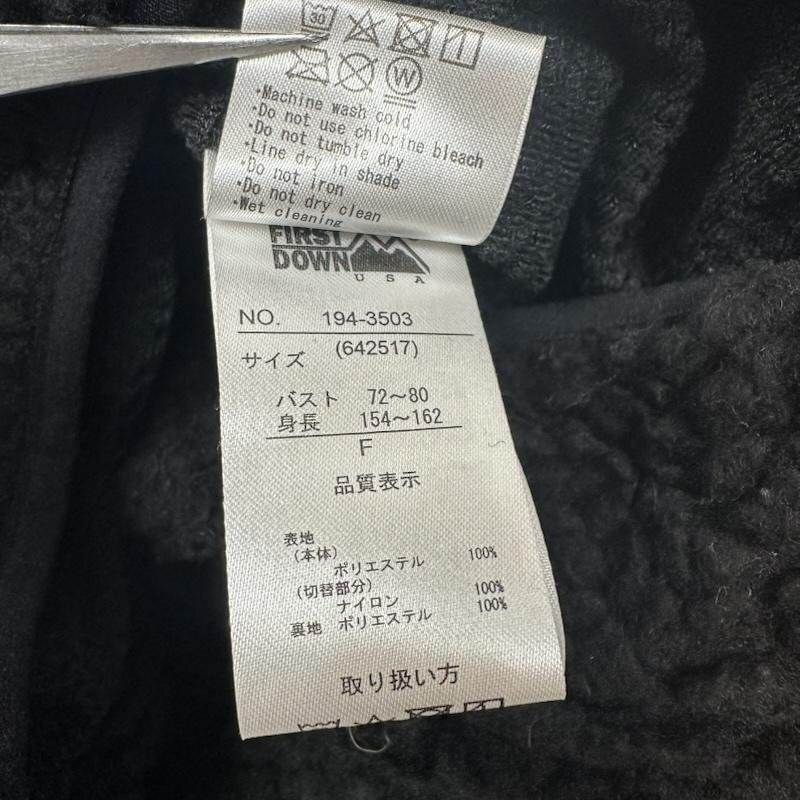 30
W
・Machine wash cold
・Do not use chlorine bleach
・Do not tumble dry
・Line dry in shade
・Do not iron
・Do not dry clean
・Wet cleaning
FIRST
DOWN
USA
NO. 194-3503
サイズ (642517)
バスト 72～80
身長 154～162
F
品質表示
表地
(本体)
ポリエステル 100%
(切替部分)
ナイロン 100%
裏地 ポリエステル 100%
取り扱い方